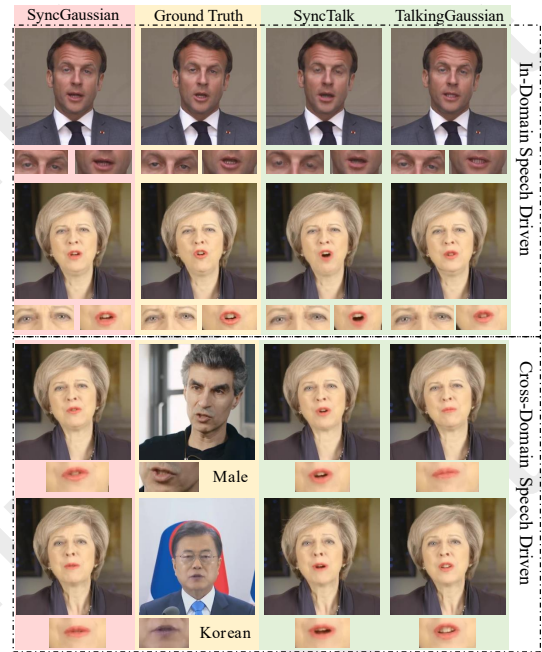 SyncGaussian Ground Truth SyncTalk TalkingGaussian
In-Domain Speech Driven
Cross-Domain Speech Driven
Male
Korean